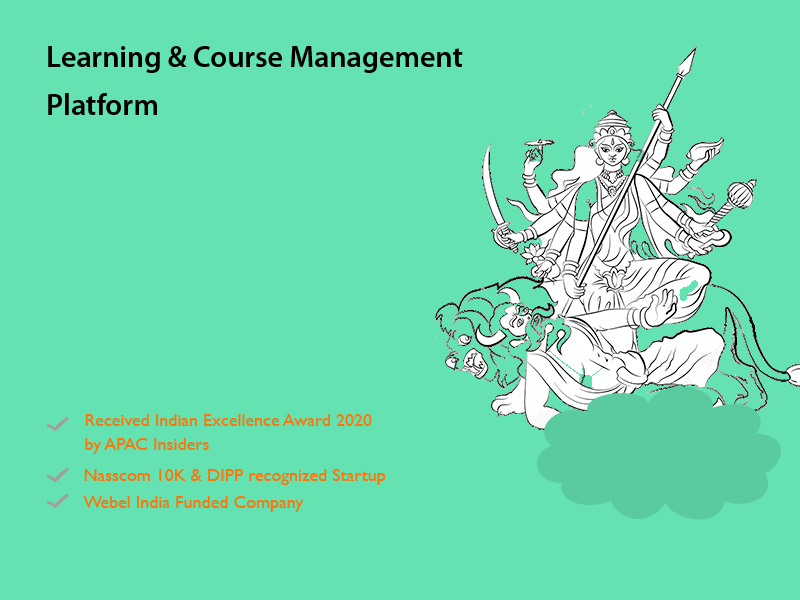 Learning & Course Management
Platform
Received Indian Excellence Award 2020
by APAC Insiders
Nasscom 10K & DIPP recognized Startup
Webel India Funded Company